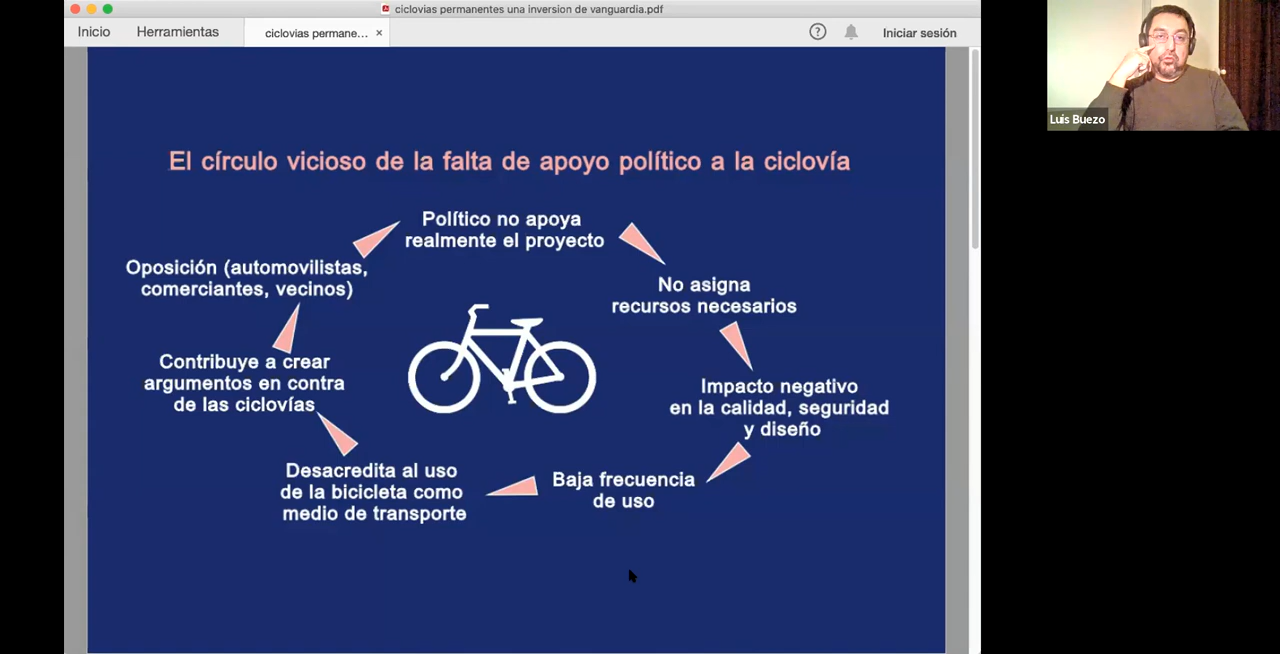 ciclovias permanentes una inversion de vanguardia.pdf
Inicio
Herramientas
ciclovias permane...
×
?
Iniciar sesión
Luis Buezo
El círculo vicioso de la falta de apoyo político a la ciclovía
Político no apoya
realmente el proyecto
No asigna
recursos necesarios
Impacto negativo
en la calidad, seguridad
y diseño
Baja frecuencia
de uso
Desacredita al uso
de la bicicleta como
medio de transporte
Contribuye a crear
argumentos en contra
de las ciclovías
Oposición (automovilistas,
comerciantes, vecinos)